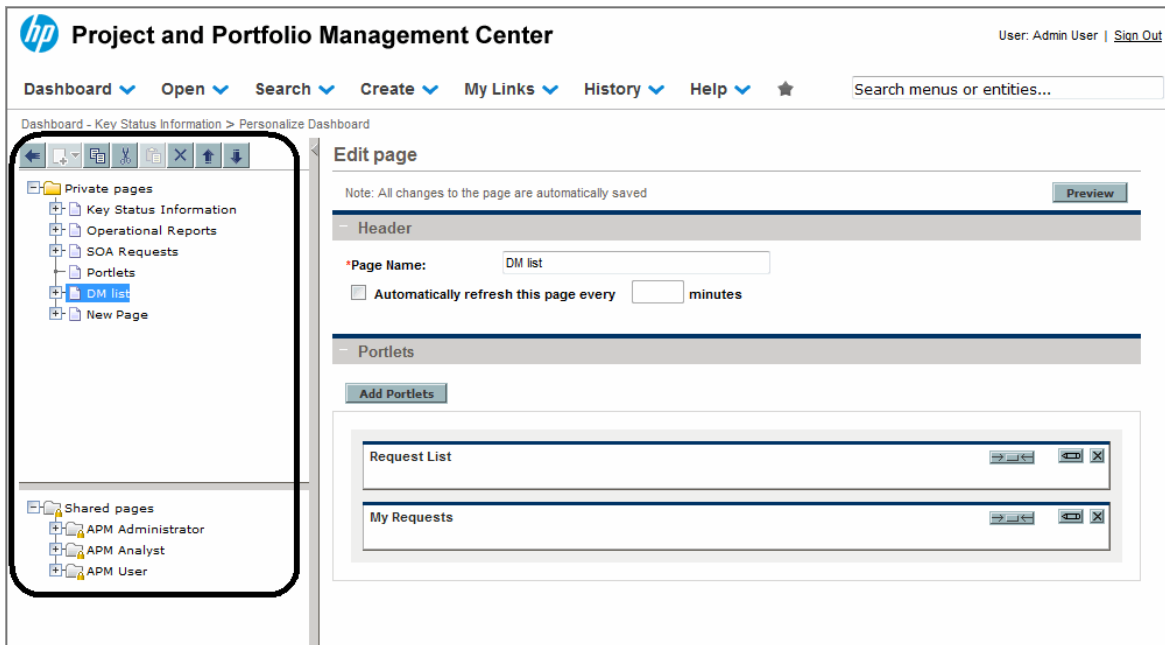 hp Project and Portfolio Management Center
User: Admin User | Sign Out
Dashboard Open Search Create My Links History Help Search menus or entities...
Dashboard - Key Status Information > Personalize Dashboard
Edit page
Note: All changes to the page are automatically saved Preview
Header
*Page Name: DM list
Automatically refresh this page every minutes
Portlets
Add Portlets
Request List
My Requests
Private pages
Key Status Information
Operational Reports
SOA Requests
Portlets
DM list
New Page
Shared pages
APM Administrator
APM Analyst
APM User